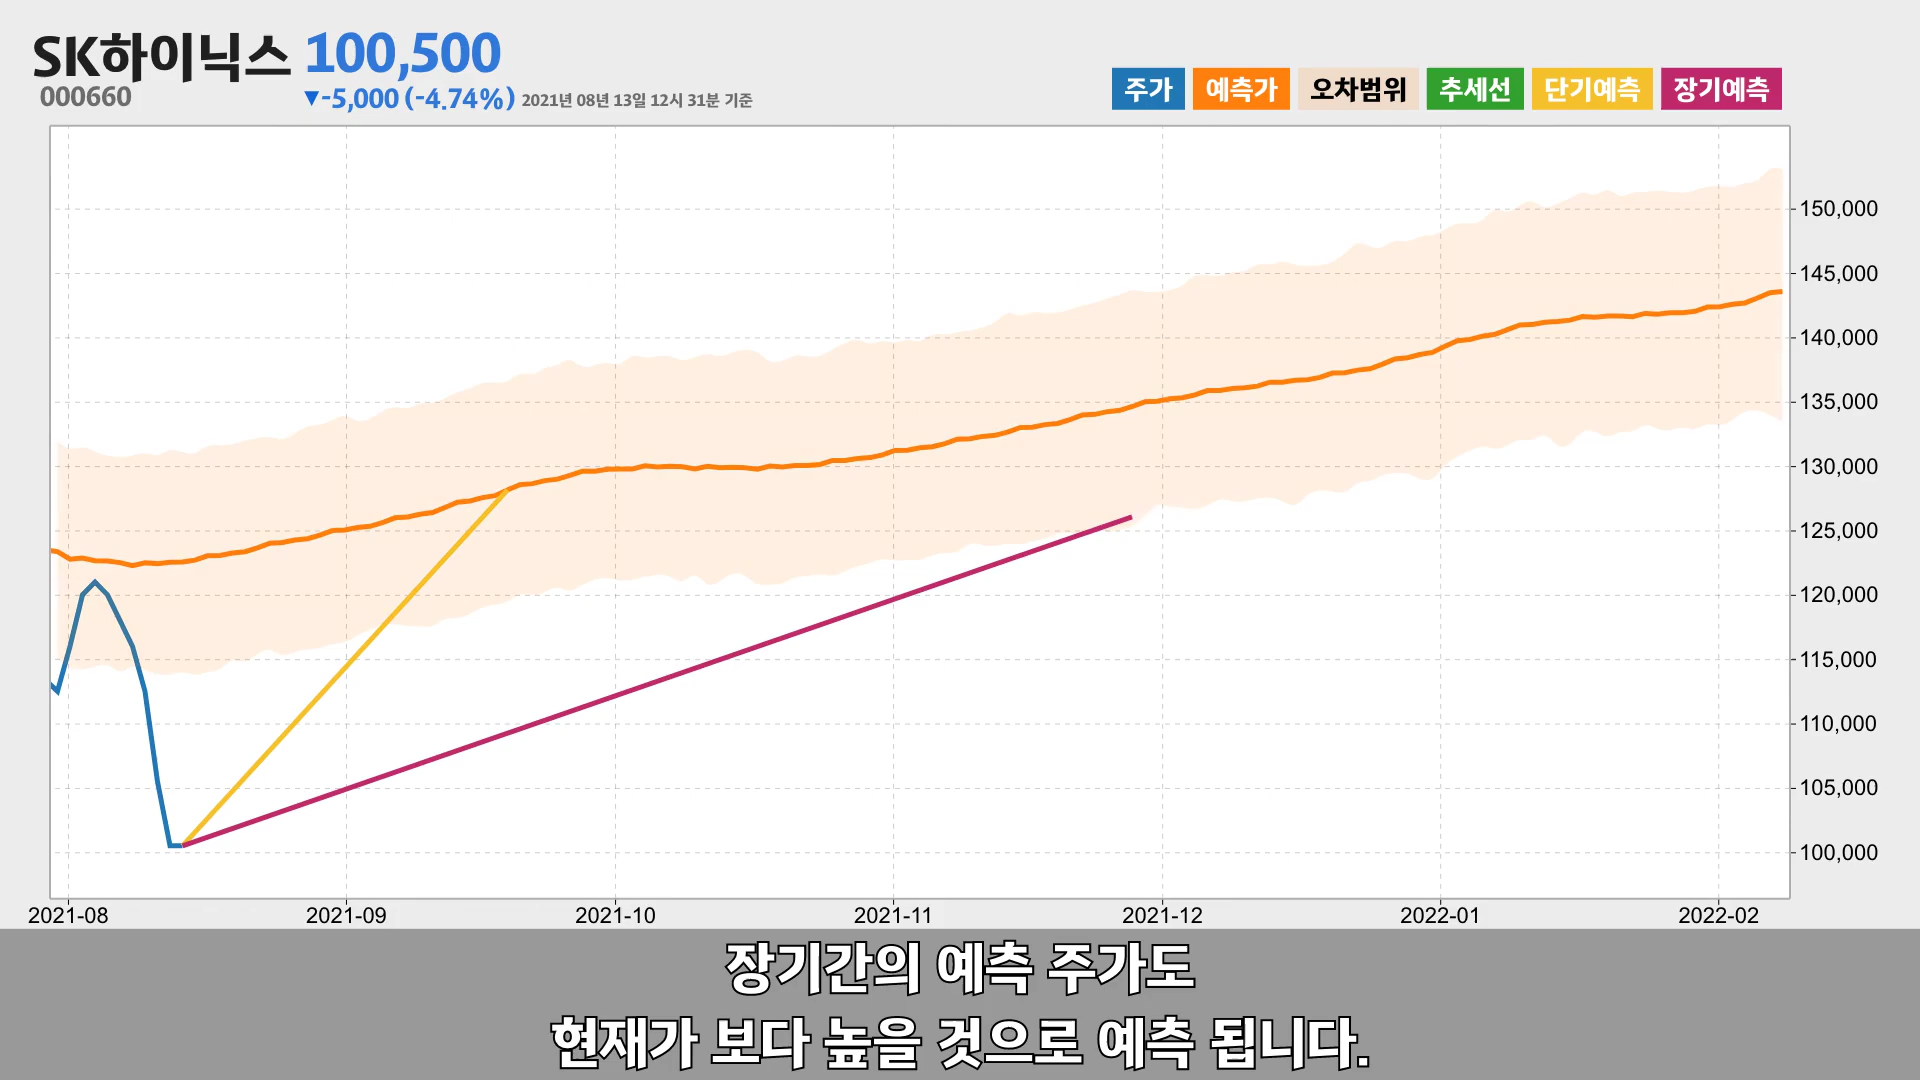 SK하이닉스 100,500
000660
▼-5,000 (-4.74%) 2021년 08년 13일 12시 31분 기준
주가 예측가 오차범위 추세선 단기예측 장기예측
150,000
145,000
140,000
135,000
130,000
125,000
120,000
115,000
110,000
105,000
100,000
2021-08 2021-09 2021-10 2021-11 2021-12 2022-01 2022-02
장기간의 예측 주가도
현재가 보다 높을 것으로 예측 됩니다.